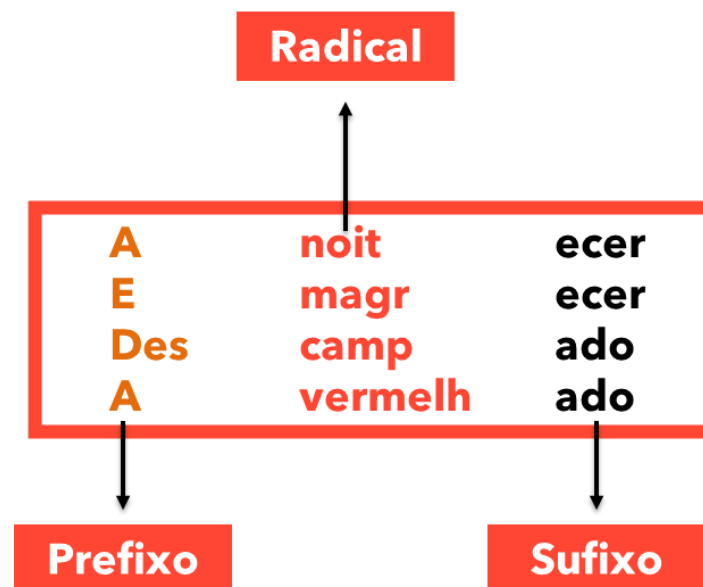 Radical
A noit ecer
E magr ecer
Des camp ado
A vermelh ado
Prefixo Sufixo